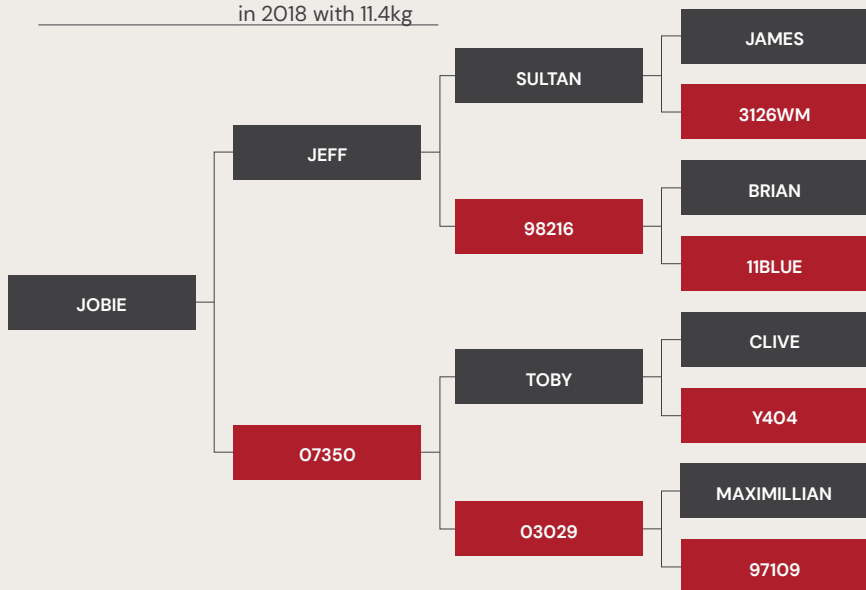 in 2018 with 11.4kg
JAMES
SULTAN
3126WM
JEFF
BRIAN
98216
11BLUE
JOBIE
CLIVE
TOBY
Y404
07350
MAXIMILLIAN
03029
97109